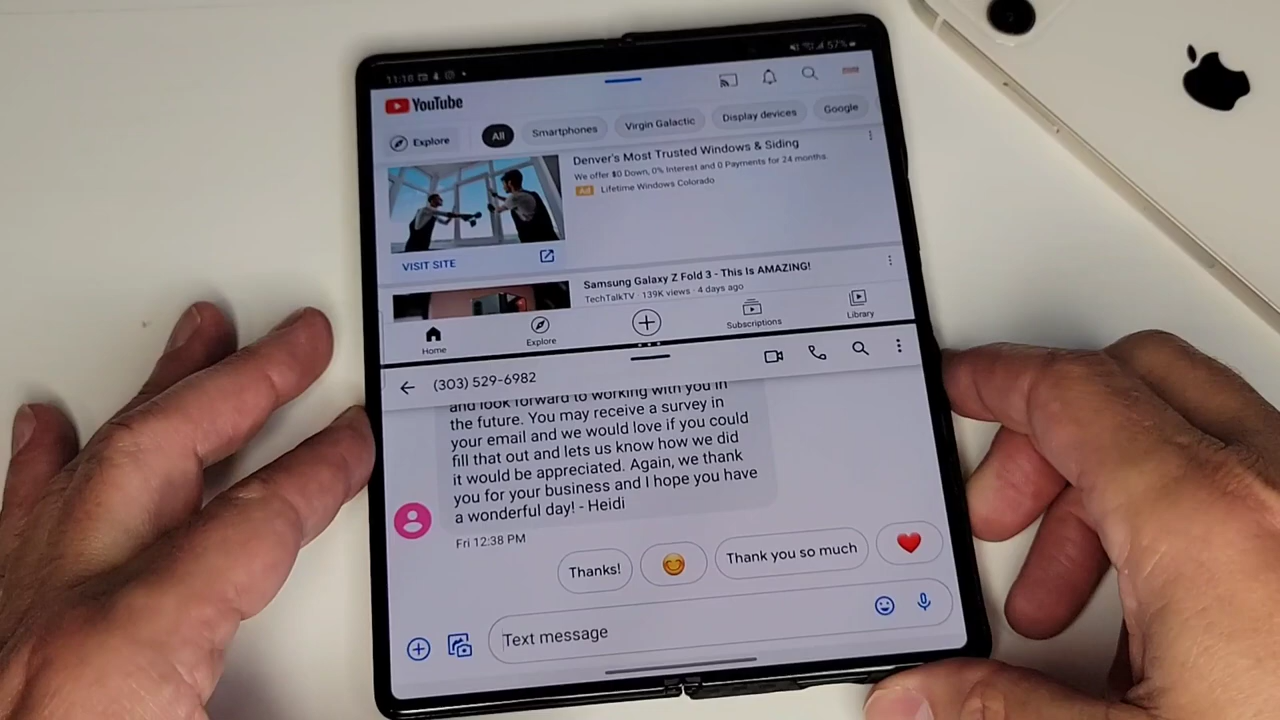 11:18
57%
YouTube
Explore
All
Smartphones
Virgin Galactic
Display devices
Google
Denver's Most Trusted Windows & Siding
We offer $0 Down, 0% Interest and 0 Payments for 24 months.
Ad Lifetime Windows Colorado
VISIT SITE
Samsung Galaxy Z Fold 3 - This Is AMAZING!
TechTalkTV · 139K views · 4 days ago
Home
Explore
Subscriptions
Library
(303) 529-6982
and look forward to working with you in
the future. You may receive a survey in
your email and we would love if you could
fill that out and lets us know how we did
it would be appreciated. Again, we thank
you for your business and I hope you have
a wonderful day! - Heidi
Fri 12:38 PM
Thanks!
Thank you so much
Text message